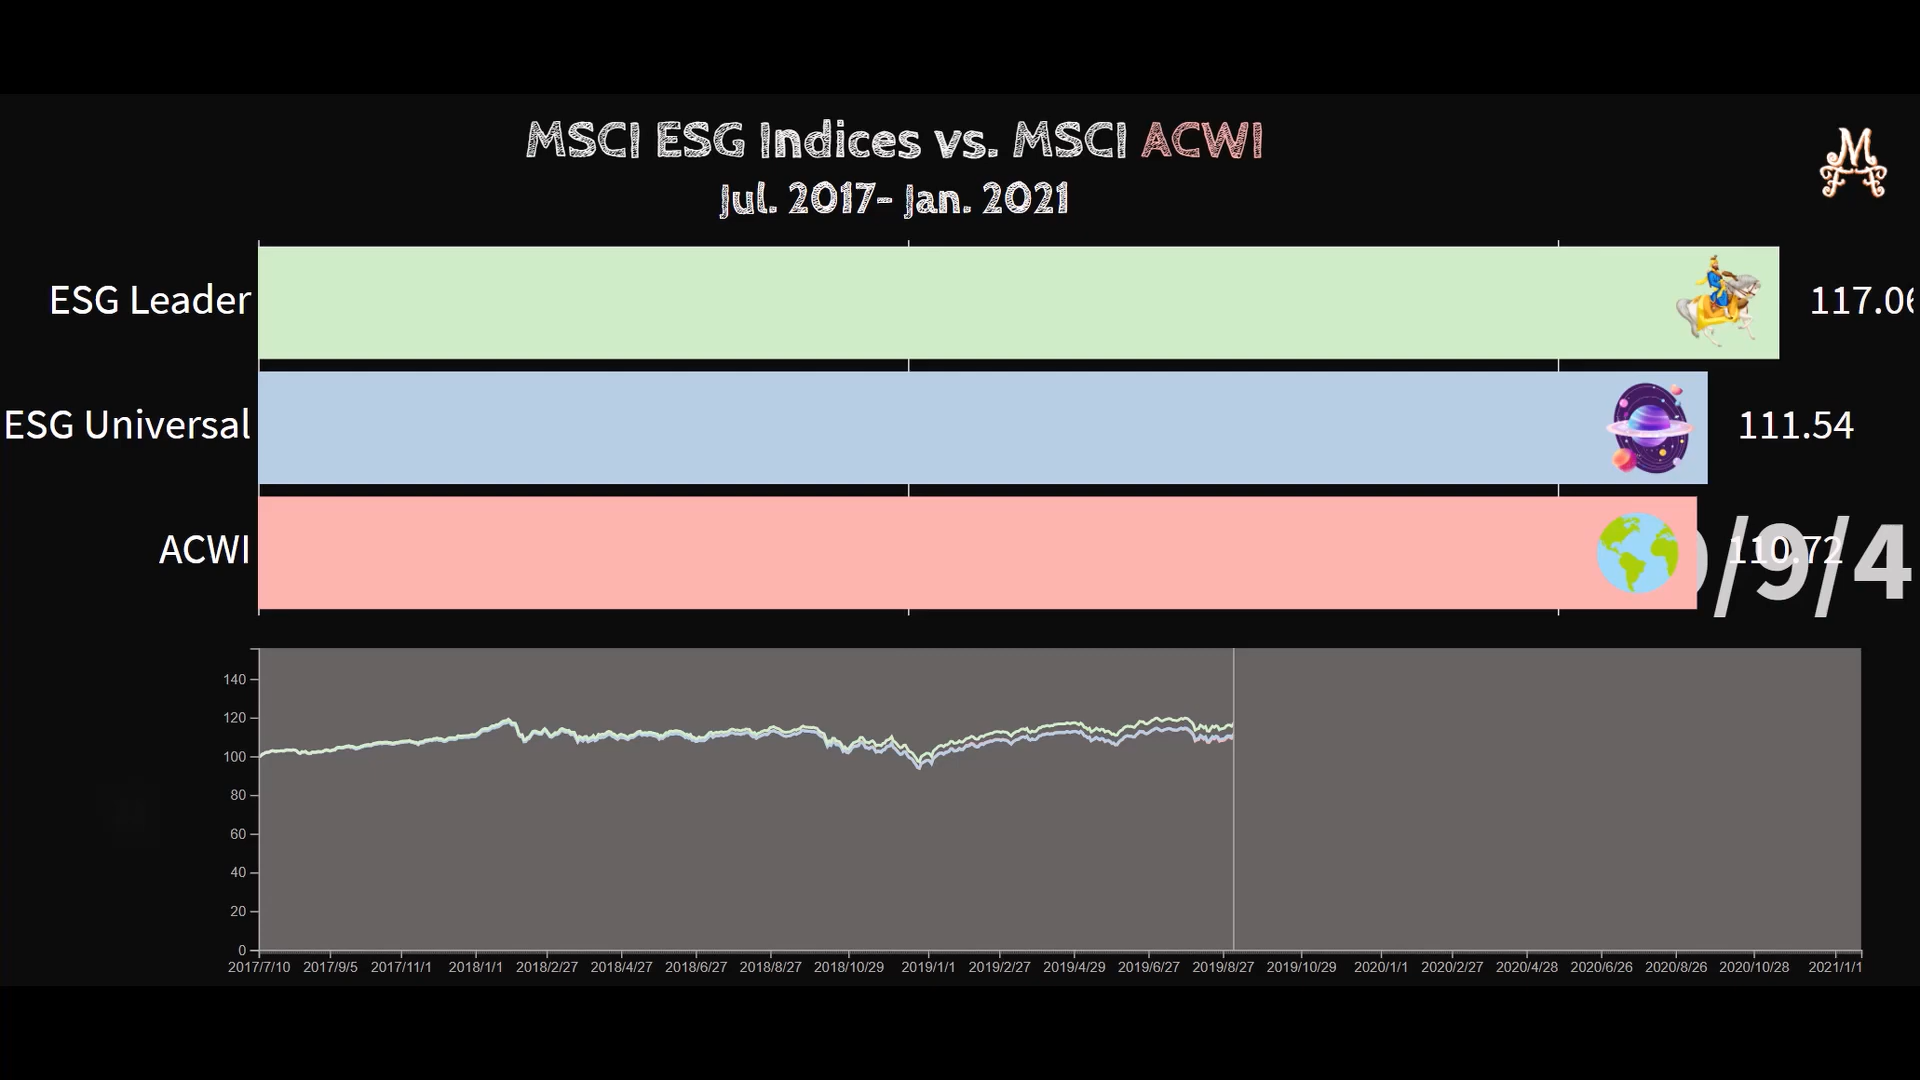 MSCI ESG Indices vs. MSCI ACWI
Jul. 2017- Jan. 2021
ESG Leader 117.06
ESG Universal 111.54
ACWI 110.72
/9/4
140
120
100
80
60
40
20
0
2017/7/10 2017/9/5 2017/11/1 2018/1/1 2018/2/27 2018/4/27 2018/6/27 2018/8/27 2018/10/29 2019/1/1 2019/2/27 2019/4/29 2019/6/27 2019/8/27 2019/10/29 2020/1/1 2020/2/27 2020/4/28 2020/6/26 2020/8/26 2020/10/28 2021/1/1